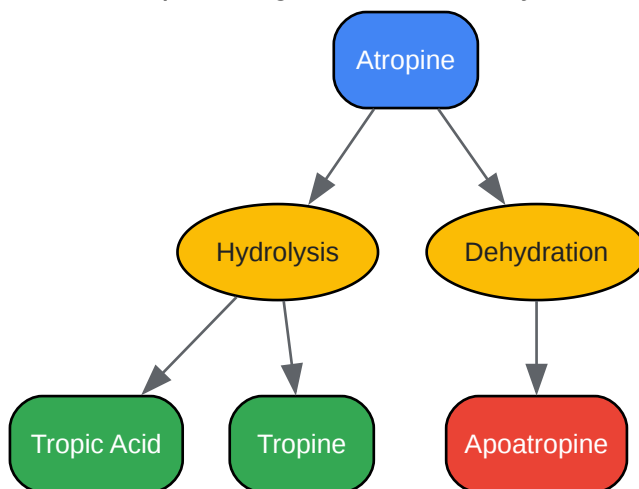 Atropine
Hydrolysis
Dehydration
Tropic Acid
Tropine
Apoatropine